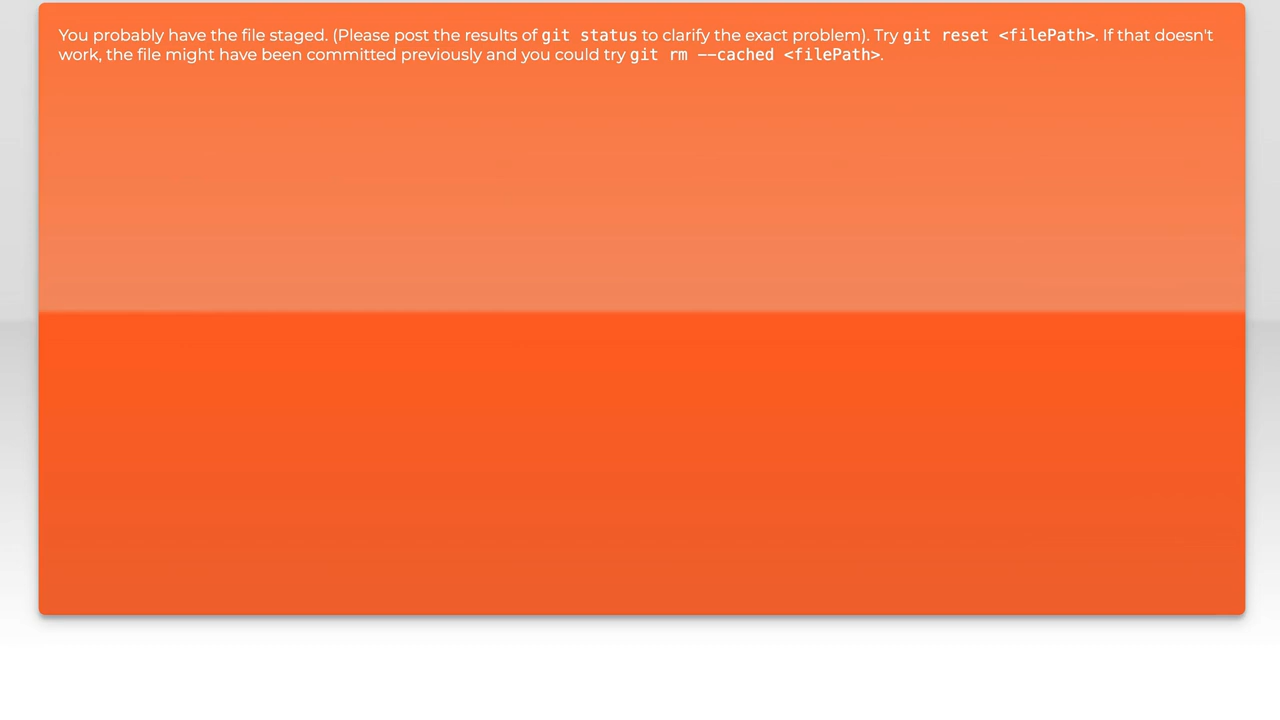 You probably have the file staged. (Please post the results of git status to clarify the exact problem). Try git reset <filePath>. If that doesn't
work, the file might have been committed previously and you could try git rm --cached <filePath>.